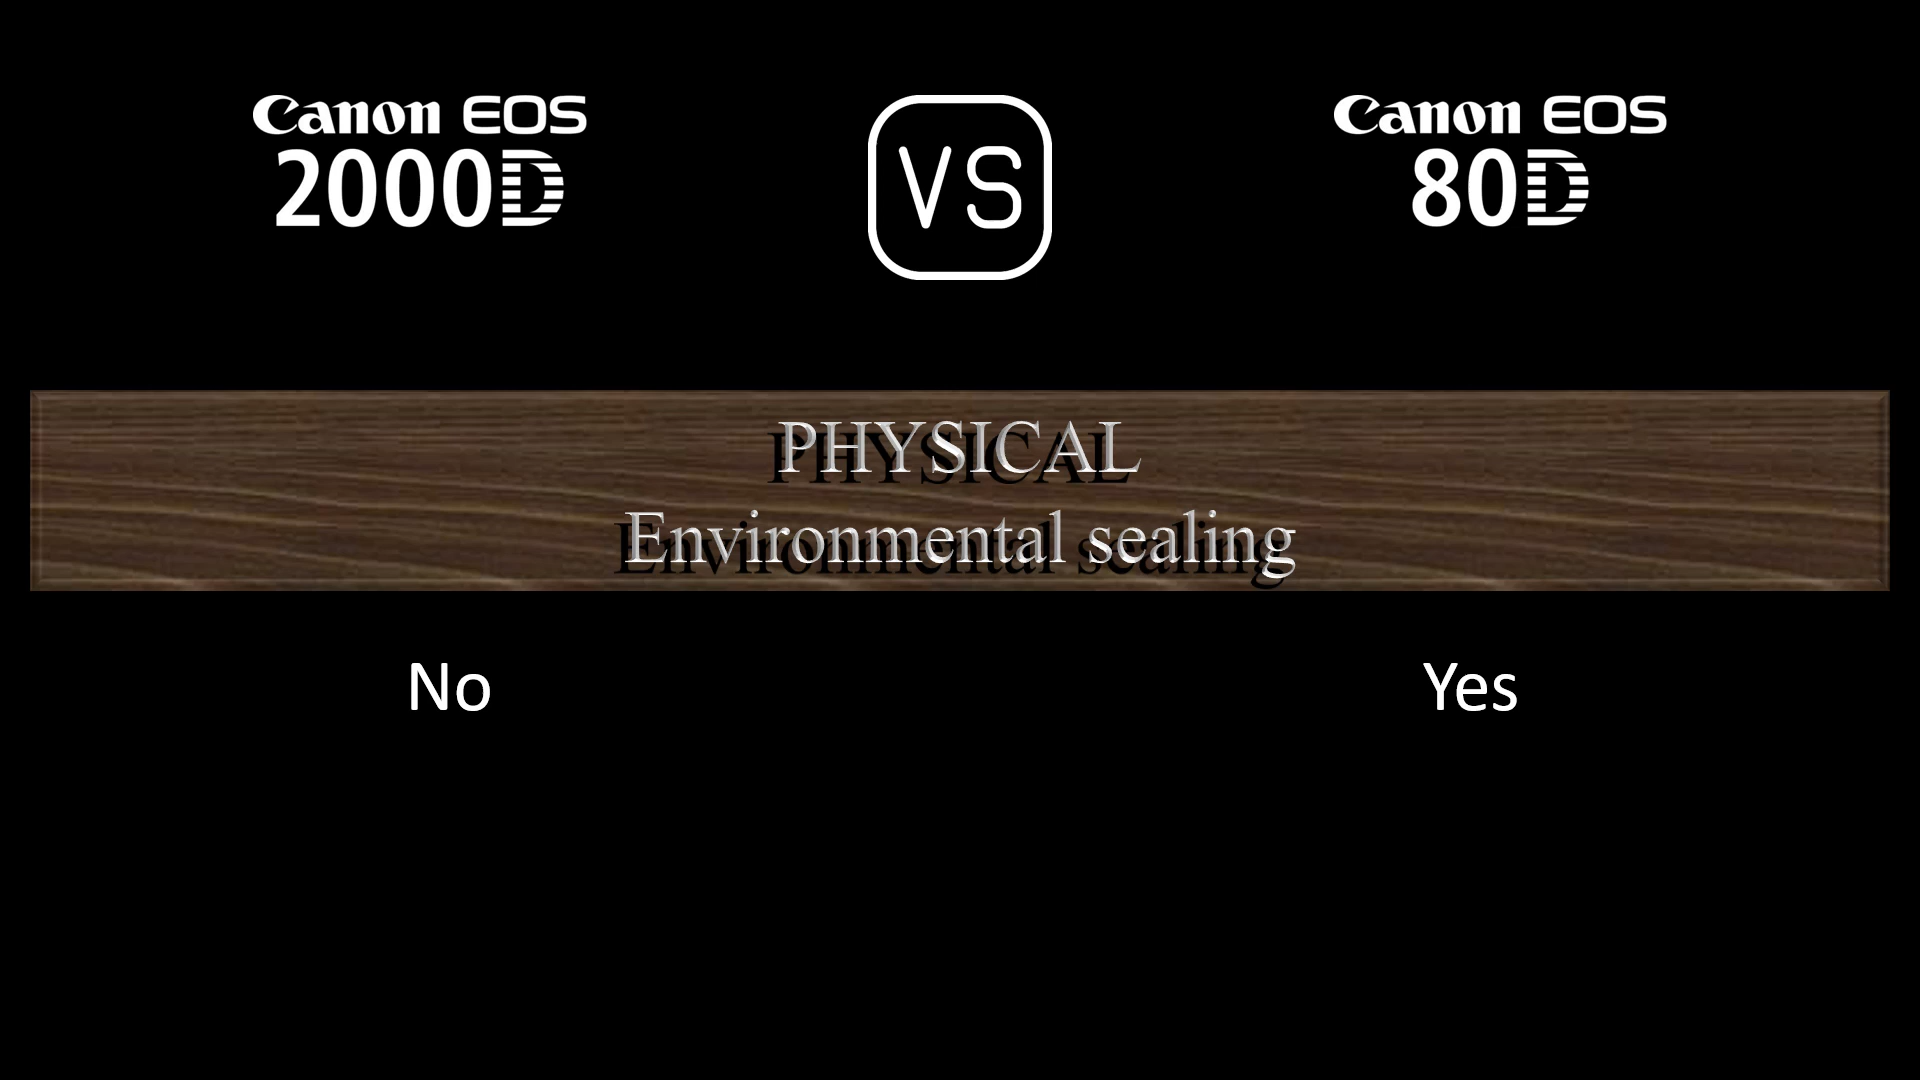 Canon EOS
2000D
VS
Canon EOS
80D
PHYSICAL
Environmental sealing
No
Yes